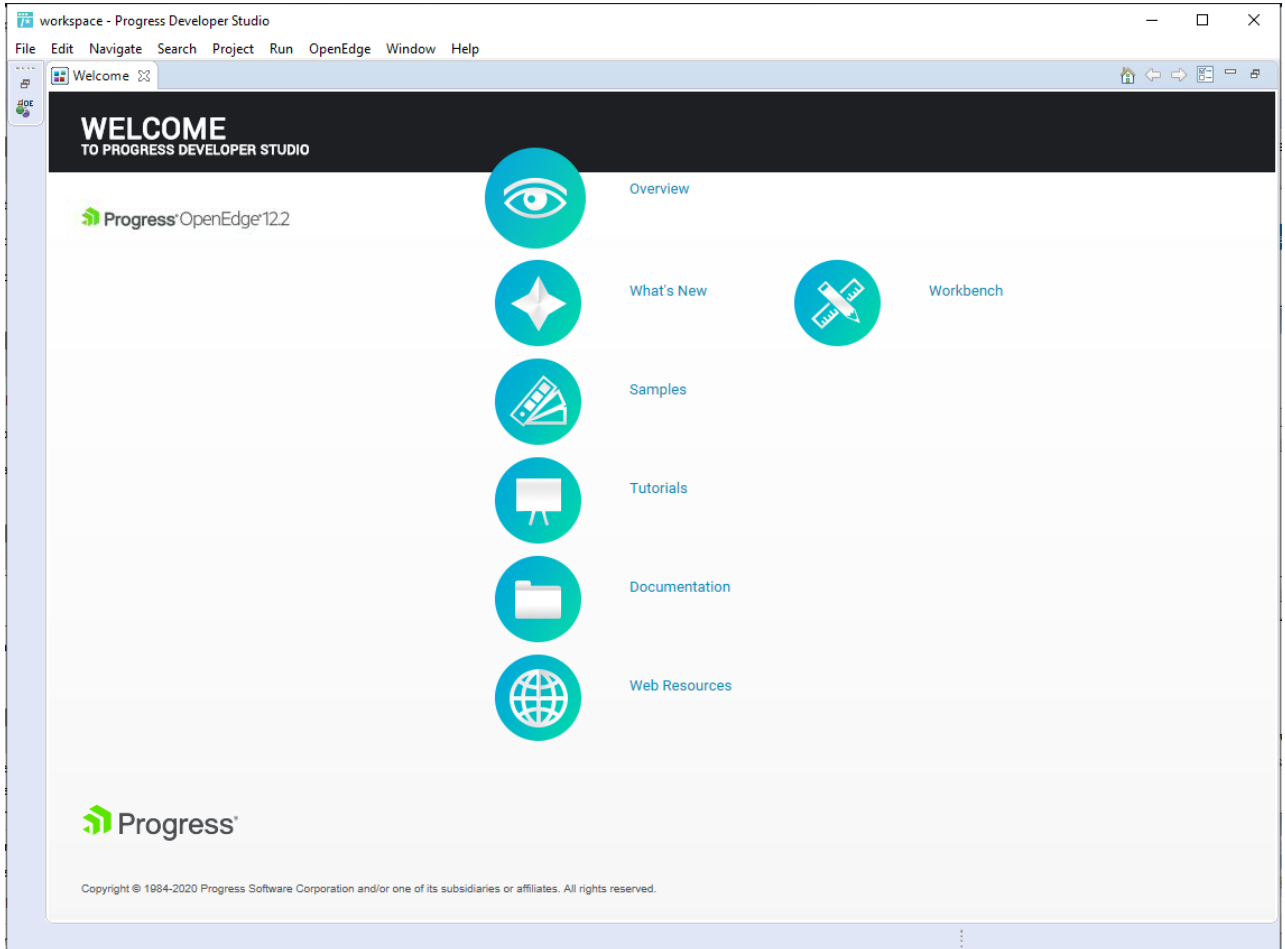 workspace - Progress Developer Studio
File Edit Navigate Search Project Run OpenEdge Window Help
Welcome
WELCOME
TO PROGRESS DEVELOPER STUDIO
Progress® OpenEdge® 12.2
Overview
What's New
Workbench
Samples
Tutorials
Documentation
Web Resources
Progress®
Copyright © 1984-2020 Progress Software Corporation and/or one of its subsidiaries or affiliates. All rights reserved.